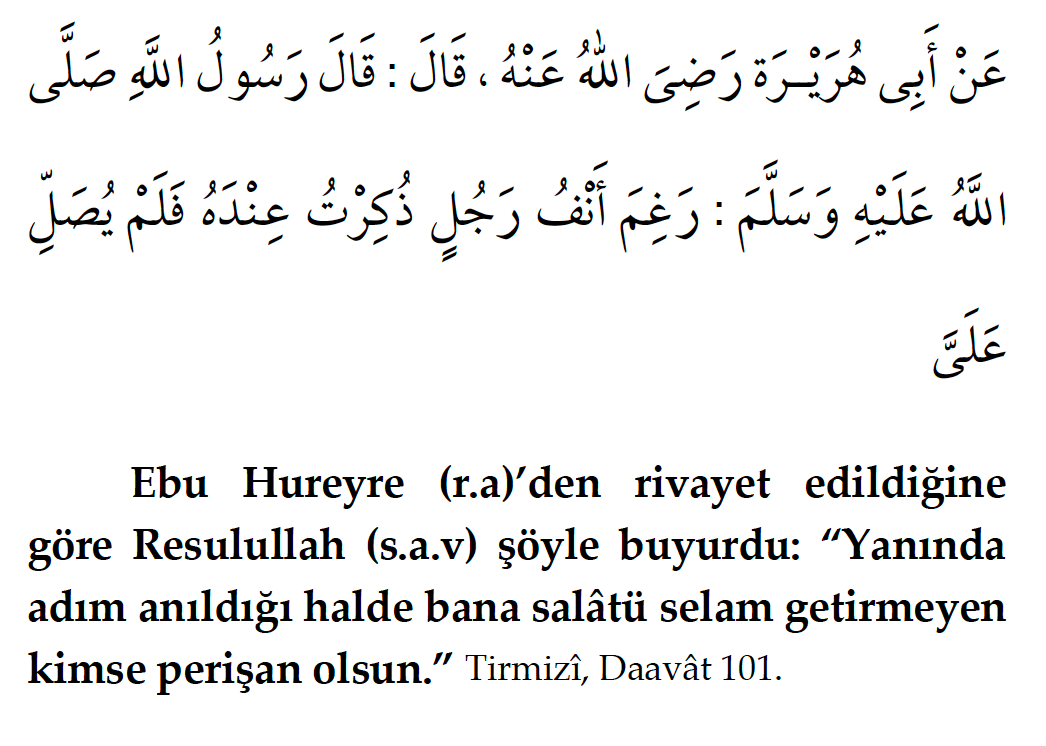 عَنْ أَبِى هُرَيْـرَة رَضِىَ اللهُ عَنْهُ ، قَالَ : قَالَ رَسُولُ اللَّهِ صَلَّى
اللَّهُ عَلَيْهِ وَسَلَّمَ : رَغِمَ أَنْفُ رَجُلٍ ذُكِرْتُ عِنْدَهُ فَلَمْ يُصَلِّ
عَلَىَّ
Ebu Hureyre (r.a)’den rivayet edildiğine
göre Resulullah (s.a.v) şöyle buyurdu: “Yanında
adım anıldığı halde bana salâtü selam getirmeyen
kimse perişan olsun.” Tirmizî, Daavât 101.